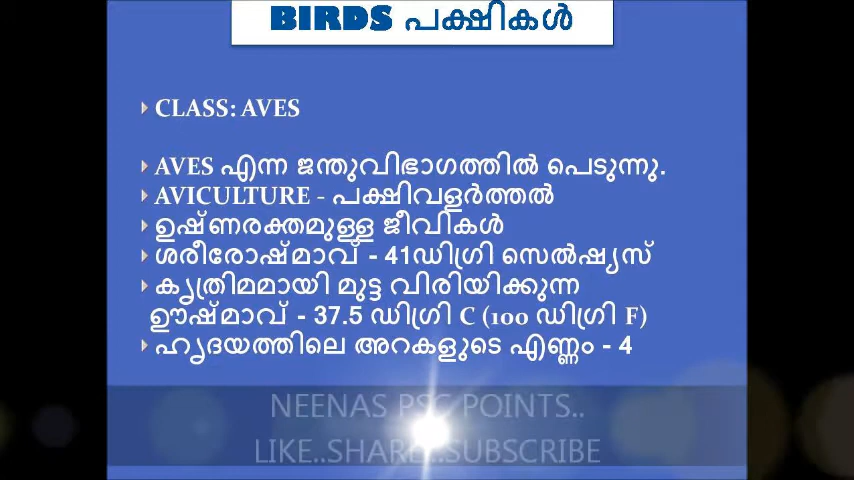 BIRDS പക്ഷികൾ
CLASS: AVES
AVES എന്ന ജന്തുവിഭാഗത്തിൽ പെടുന്നു.
AVICULTURE - പക്ഷിവളർത്തൽ
ഉഷ്ണരക്തമുള്ള ജീവികൾ
ശരീരോഷ്മാവ് - 41ഡിഗ്രി സെൽഷ്യസ്
കൃത്രിമമായി മുട്ട വിരിയിക്കുന്ന
ഊഷ്മാവ് - 37.5 ഡിഗ്രി C (100 ഡിഗ്രി F)
ഹൃദയത്തിലെ അറകളുടെ എണ്ണം - 4
NEENAS PSC POINTS..
LIKE..SHARE..SUBSCRIBE